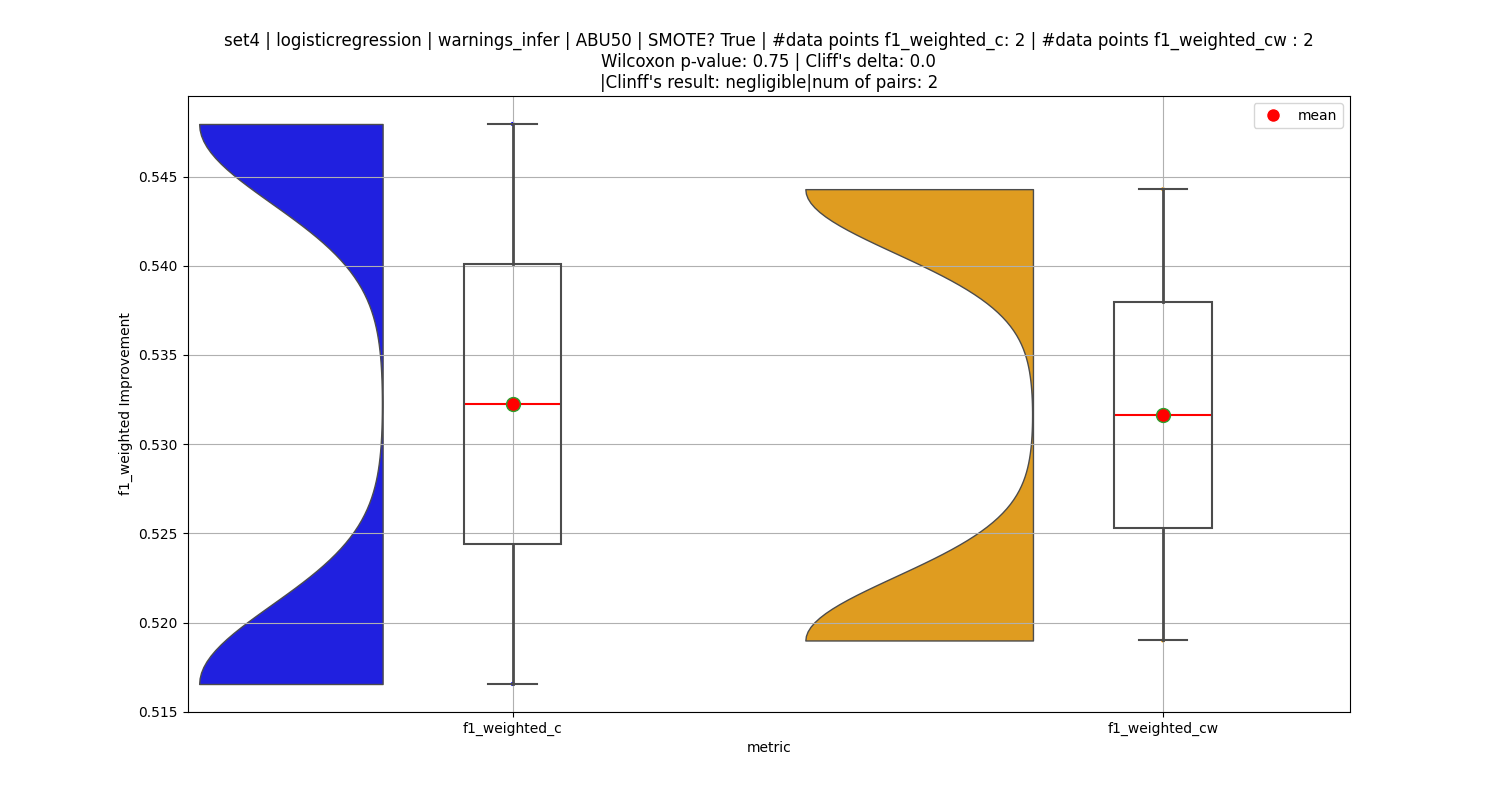 set4 | logisticregression | warnings_infer | ABU50 | SMOTE? True | #data points f1_weighted_c: 2 | #data points f1_weighted_cw : 2
Wilcoxon p-value: 0.75 | Cliff's delta: 0.0
|Clinff's result: negligible|num of pairs: 2
mean
f1_weighted Improvement
0.545
0.540
0.535
0.530
0.525
0.520
0.515
f1_weighted_c
f1_weighted_cw
metric